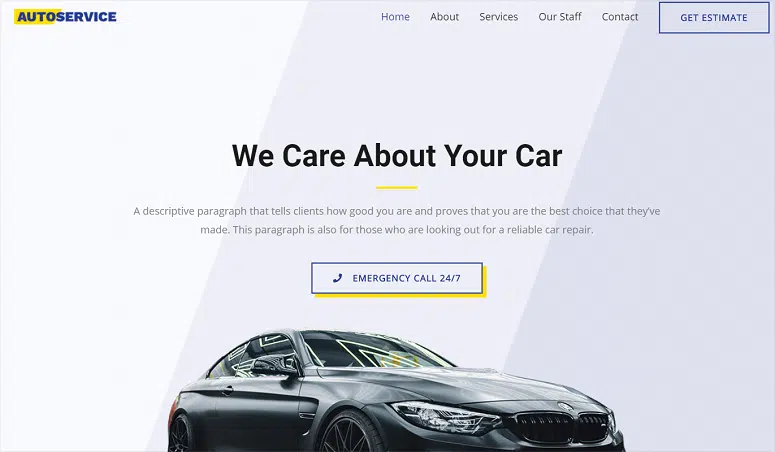 AUTOSERVICE
Home About Services Our Staff Contact GET ESTIMATE
We Care About Your Car
A descriptive paragraph that tells clients how good you are and proves that you are the best choice that they've
made. This paragraph is also for those who are looking out for a reliable car repair.
EMERGENCY CALL 24/7